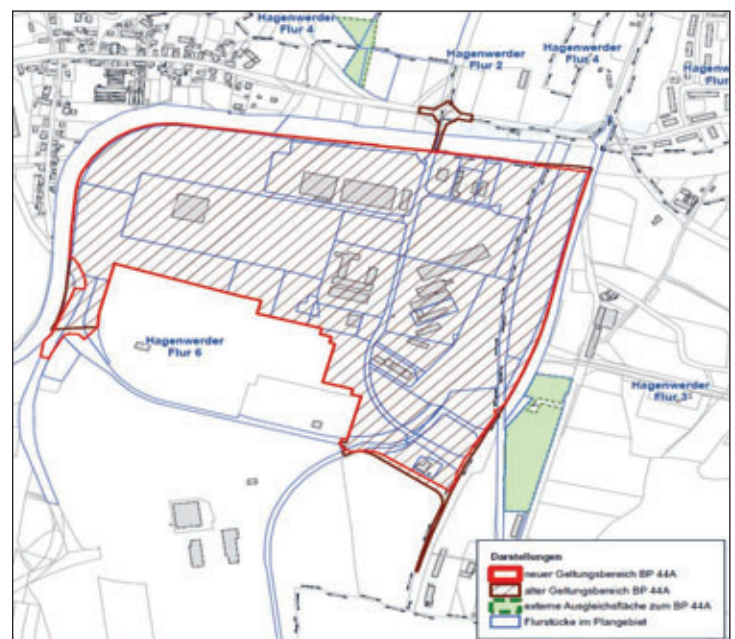 Hagenwerder
Flur 4
Hagenwerder
Flur 2
Hagenwerder
Flur 4
Hagenwerder
Flur 6
Hagenwerder
Flur 3
Darstellungen
neuer Geltungsbereich BP 44A
alter Geltungsbereich BP 44A
externe Ausgleichsfläche zum BP 44A
Flurstücke im Plangebiet